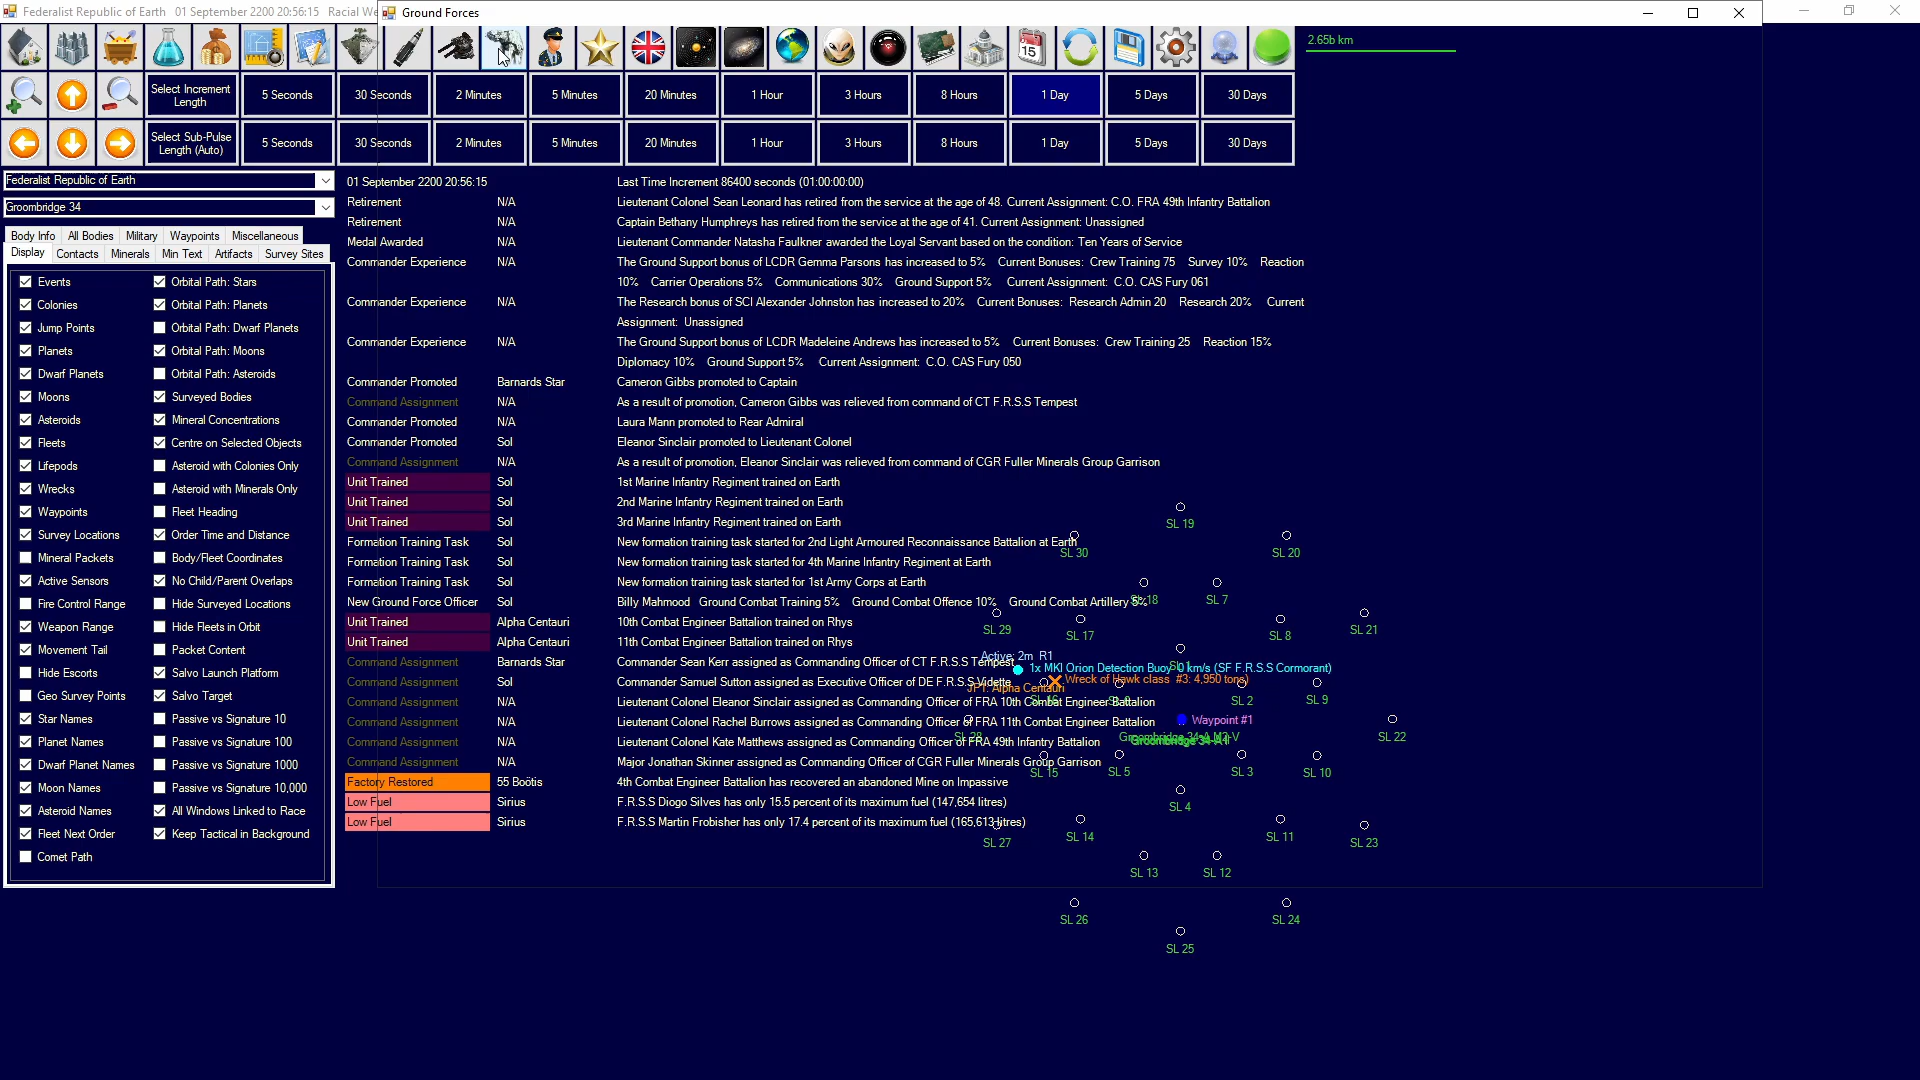 Federalist Republic of Earth   01 September 2200 20:56:15   Racial We
Ground Forces
2.65b km
15
Select Increment Length
5 Seconds
30 Seconds
2 Minutes
5 Minutes
20 Minutes
1 Hour
3 Hours
8 Hours
1 Day
5 Days
30 Days
Select Sub-Pulse Length (Auto)
5 Seconds
30 Seconds
2 Minutes
5 Minutes
20 Minutes
1 Hour
3 Hours
8 Hours
1 Day
5 Days
30 Days
Federalist Republic of Earth
Groombridge 34
Body Info
All Bodies
Military
Waypoints
Miscellaneous
Display
Contacts
Minerals
Min Text
Artifacts
Survey Sites
Events
Colonies
Jump Points
Planets
Dwarf Planets
Moons
Asteroids
Fleets
Lifepods
Wrecks
Waypoints
Survey Locations
Mineral Packets
Active Sensors
Fire Control Range
Weapon Range
Movement Tail
Hide Escorts
Geo Survey Points
Star Names
Planet Names
Dwarf Planet Names
Moon Names
Asteroid Names
Fleet Next Order
Comet Path
Orbital Path: Stars
Orbital Path: Planets
Orbital Path: Dwarf Planets
Orbital Path: Moons
Orbital Path: Asteroids
Surveyed Bodies
Mineral Concentrations
Centre on Selected Objects
Asteroid with Colonies Only
Asteroid with Minerals Only
Fleet Heading
Order Time and Distance
Body/Fleet Coordinates
No Child/Parent Overlaps
Hide Surveyed Locations
Hide Fleets in Orbit
Packet Content
Salvo Launch Platform
Salvo Target
Passive vs Signature 10
Passive vs Signature 100
Passive vs Signature 1000
Passive vs Signature 10,000
All Windows Linked to Race
Keep Tactical in Background
01 September 2200 20:56:15   Last Time Increment 86400 seconds (01:00:00:00)
Retirement   N/A   Lieutenant Colonel Sean Leonard has retired from the service at the age of 48. Current Assignment: C.O. FRA 49th Infantry Battalion
Retirement   N/A   Captain Bethany Humphreys has retired from the service at the age of 41. Current Assignment: Unassigned
Medal Awarded   N/A   Lieutenant Commander Natasha Faulkner awarded the Loyal Servant based on the condition: Ten Years of Service
Commander Experience   N/A   The Ground Support bonus of LCDR Gemma Parsons has increased to 5%   Current Bonuses: Crew Training 75   Survey 10%   Reaction
10%   Carrier Operations 5%   Communications 30%   Ground Support 5%   Current Assignment: C.O. CAS Fury 061
Commander Experience   N/A   The Research bonus of SCI Alexander Johnston has increased to 20%   Current Bonuses: Research Admin 20   Research 20%   Current
Assignment: Unassigned
Commander Experience   N/A   The Ground Support bonus of LCDR Madeleine Andrews has increased to 5%   Current Bonuses: Crew Training 25   Reaction 15%
Diplomacy 10%   Ground Support 5%   Current Assignment: C.O. CAS Fury 050
Commander Promoted   Barnards Star   Cameron Gibbs promoted to Captain
Command Assignment   N/A   As a result of promotion, Cameron Gibbs was relieved from command of CT F.R.S.S Tempest
Commander Promoted   N/A   Laura Mann promoted to Rear Admiral
Commander Promoted   Sol   Eleanor Sinclair promoted to Lieutenant Colonel
Command Assignment   N/A   As a result of promotion, Eleanor Sinclair was relieved from command of CGR Fuller Minerals Group Garrison
Unit Trained   Sol   1st Marine Infantry Regiment trained on Earth
Unit Trained   Sol   2nd Marine Infantry Regiment trained on Earth
Unit Trained   Sol   3rd Marine Infantry Regiment trained on Earth
Formation Training Task   Sol   New formation training task started for 2nd Light Armoured Reconnaissance Battalion at Earth
Formation Training Task   Sol   New formation training task started for 4th Marine Infantry Regiment at Earth
Formation Training Task   Sol   New formation training task started for 1st Army Corps at Earth
New Ground Force Officer   Sol   Billy Mahmood   Ground Combat Training 5%   Ground Combat Offence 10%   Ground Combat Artillery 5%
Unit Trained   Alpha Centauri   10th Combat Engineer Battalion trained on Rhys
Unit Trained   Alpha Centauri   11th Combat Engineer Battalion trained on Rhys
Command Assignment   Barnards Star   Commander Sean Kerr assigned as Commanding Officer of CT F.R.S.S Tempest
Command Assignment   Sol   Commander Samuel Sutton assigned as Executive Officer of DE F.R.S.S Vidette
Command Assignment   N/A   Lieutenant Colonel Eleanor Sinclair assigned as Commanding Officer of FRA 10th Combat Engineer Battalion
Command Assignment   N/A   Lieutenant Colonel Rachel Burrows assigned as Commanding Officer of FRA 11th Combat Engineer Battalion
Command Assignment   N/A   Lieutenant Colonel Kate Matthews assigned as Commanding Officer of FRA 49th Infantry Battalion
Command Assignment   N/A   Major Jonathan Skinner assigned as Commanding Officer of CGR Fuller Minerals Group Garrison
Factory Restored   55 Boötis   4th Combat Engineer Battalion has recovered an abandoned Mine on Impassive
Low Fuel   Sirius   F.R.S.S Diogo Silves has only 15.5 percent of its maximum fuel (147,654 litres)
Low Fuel   Sirius   F.R.S.S Martin Frobisher has only 17.4 percent of its maximum fuel (165,613 litres)
SL 19
SL 30
SL 20
SL 18
SL 7
SL 29
SL 17
SL 8
SL 21
Active: 2m R1
SL 1
1x MKI Orion Detection Buoy 0 km/s (SF F.R.S.S Cormorant)
Wreck of Hawk class #3: 4,950 tons)
JP1: Alpha Centauri
SL 16
SL 2
SL 9
Waypoint #1
SL 28
SL 22
Groombridge 34-A I
SL 15
SL 5
SL 3
SL 10
SL 4
SL 27
SL 14
SL 11
SL 23
SL 13
SL 12
SL 26
SL 24
SL 25